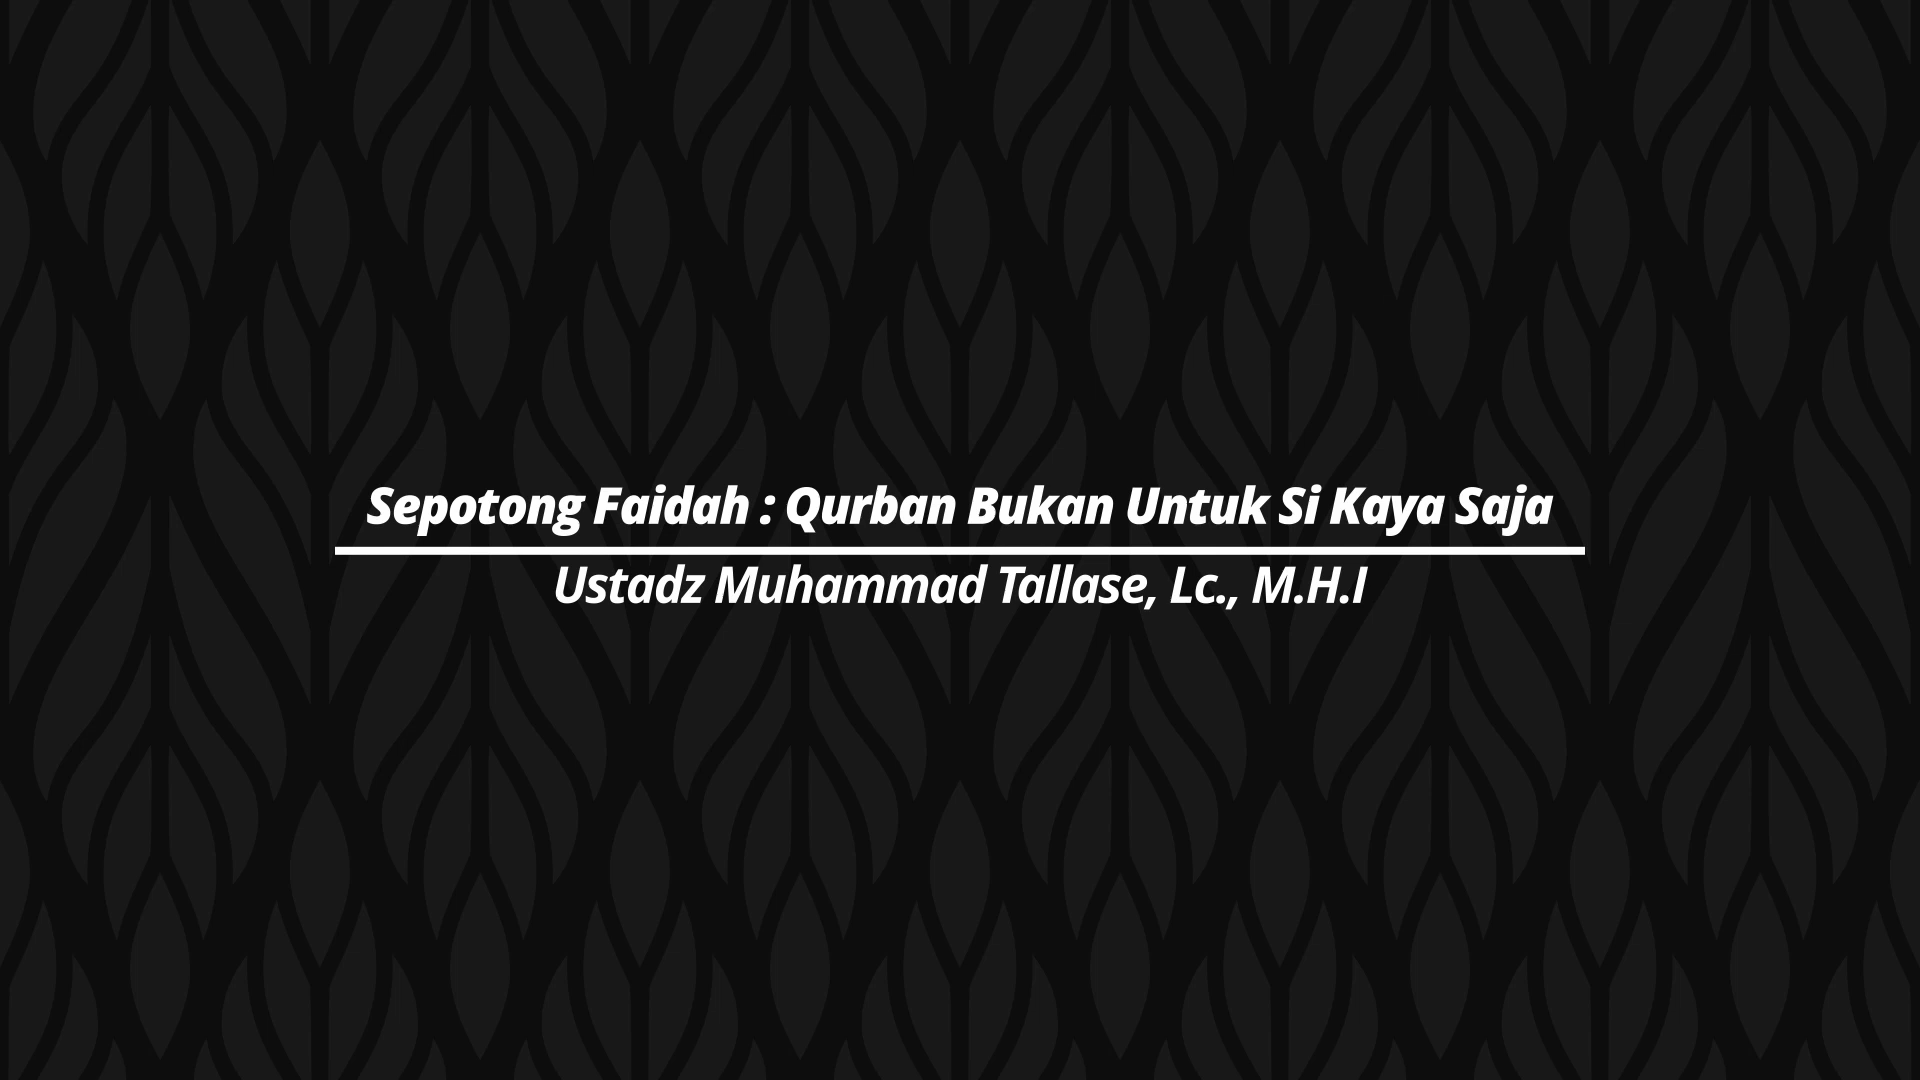 Sepotong Faidah : Qurban Bukan Untuk Si Kaya Saja
Ustadz Muhammad Tallase, Lc., M.H.I